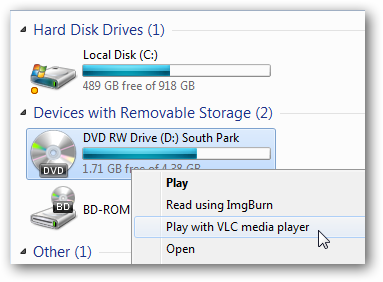 Hard Disk Drives (1)
Local Disk (C:)
489 GB free of 918 GB
Devices with Removable Storage (2)
DVD RW Drive (D:) South Park
DVD
1.71 GB free of 4.38 GB
Play
BD
BD-ROM
Read using ImgBurn
Play with VLC media player
Other (1)
Open